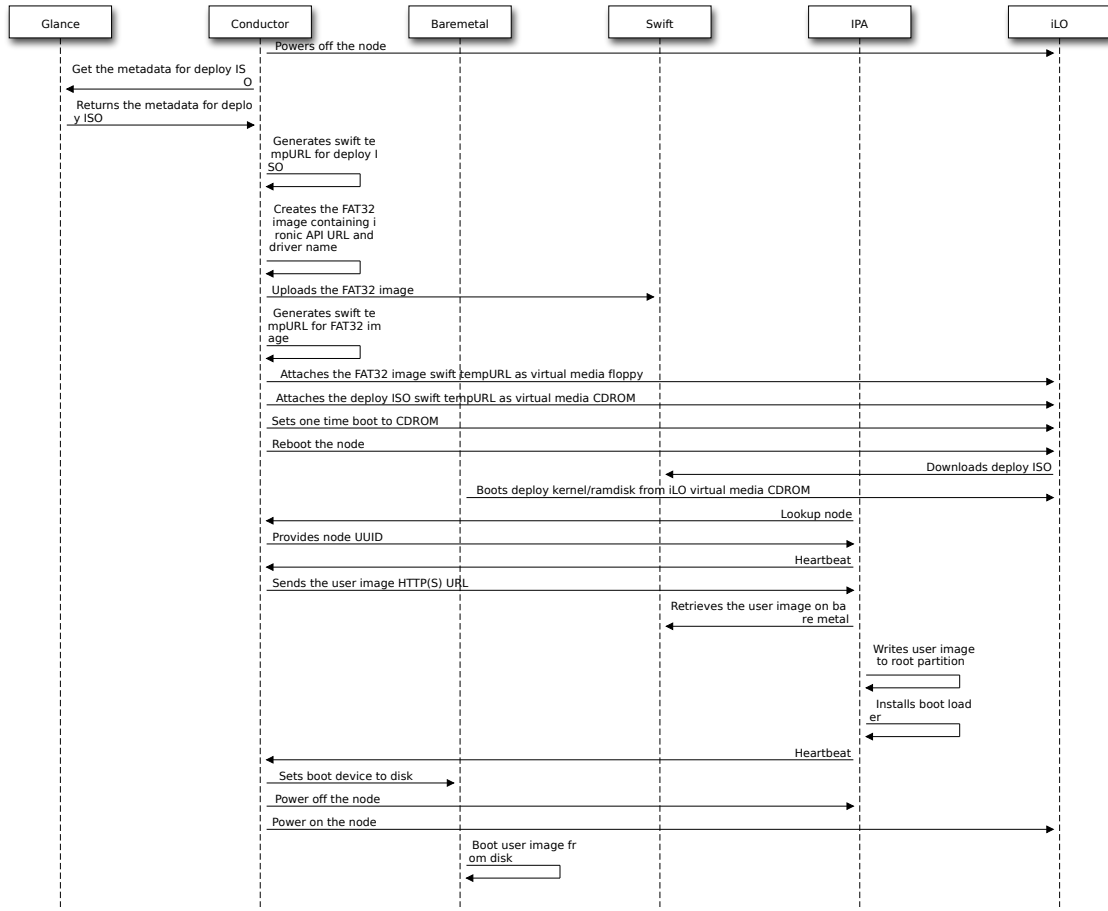 Glance
Conductor
Baremetal
Swift
IPA
iLO
Powers off the node
Get the metadata for deploy IS
O
Returns the metadata for deplo
y ISO
Generates swift te
mpURL for deploy I
SO
Creates the FAT32
image containing i
ronic API URL and
driver name
Uploads the FAT32 image
Generates swift te
mpURL for FAT32 im
age
Attaches the FAT32 image swift tempURL as virtual media floppy
Attaches the deploy ISO swift tempURL as virtual media CDROM
Sets one time boot to CDROM
Reboot the node
Downloads deploy ISO
Boots deploy kernel/ramdisk from iLO virtual media CDROM
Lookup node
Provides node UUID
Heartbeat
Sends the user image HTTP(S) URL
Retrieves the user image on ba
re metal
Writes user image
to root partition
Installs boot load
er
Heartbeat
Sets boot device to disk
Power off the node
Power on the node
Boot user image fr
om disk